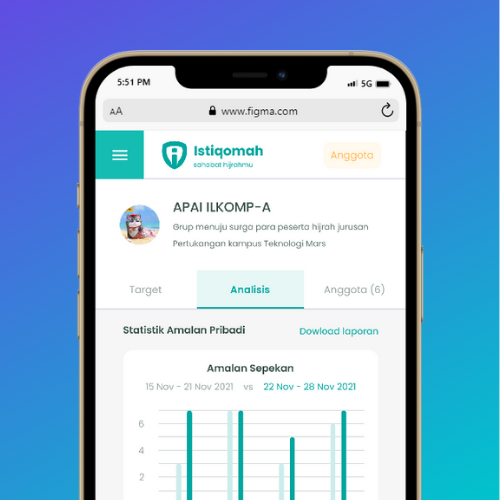 5:51 PM
5G
AA
www.figma.com
Istiqomah
sahabat hijrahmu
Anggota
APAI ILKOMP-A
Grup menuju surga para peserta hijrah jurusan
Pertukangan kampus Teknologi Mars
Target
Analisis
Anggota (6)
Statistik Amalan Pribadi
Dowload laporan
Amalan Sepekan
15 Nov - 21 Nov 2021 vs 22 Nov - 28 Nov 2021
6
4
2